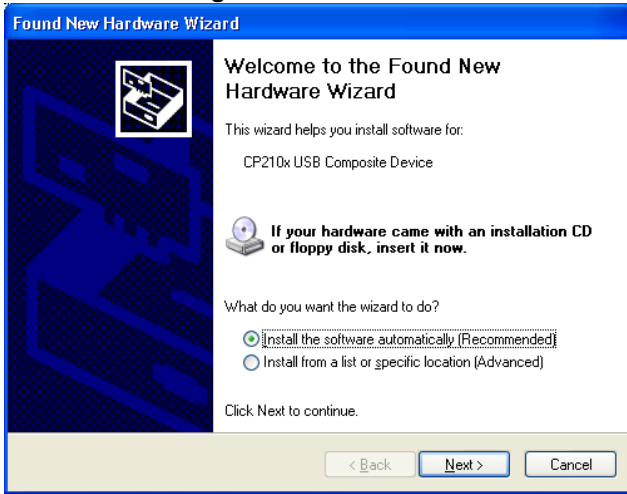 Found New Hardware Wizard
Welcome to the Found New
Hardware Wizard
This wizard helps you install software for:
CP210x USB Composite Device
If your hardware came with an installation CD
or floppy disk, insert it now.
What do you want the wizard to do?
Install the software automatically (Recommended)
Install from a list or specific location (Advanced)
Click Next to continue.
< Back Next > Cancel